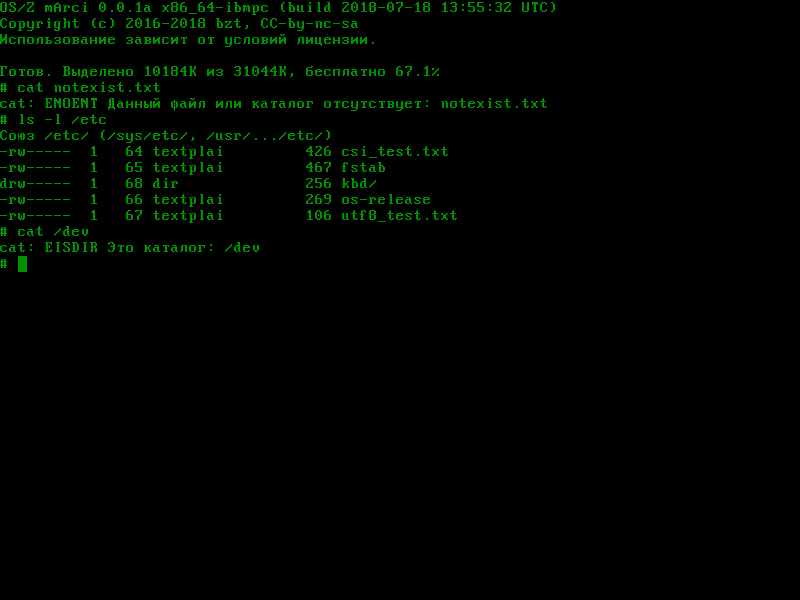 OS/Z mArci 0.0.1a x86_64-ibmpc (build 2018-07-18 13:55:32 UTC)
Copyright (c) 2016-2018 bzt, CC-by-nc-sa
Использование зависит от условий лицензии.
Готов. Выделено 10184K из 31044K, бесплатно 67.1%
# cat notexist.txt
cat: ENOENT Данный файл или каталог отсутствует: notexist.txt
# ls -l /etc
Союз /etc/ (/sys/etc/, /usr/.../etc/)
-rw-----  1   64 textplai         426 csi_test.txt
-rw-----  1   65 textplai         467 fstab
drw-----  1   68 dir              256 kbd/
-rw-----  1   66 textplai         269 os-release
-rw-----  1   67 textplai         106 utf8_test.txt
# cat /dev
cat: EISDIR Это каталог: /dev
#